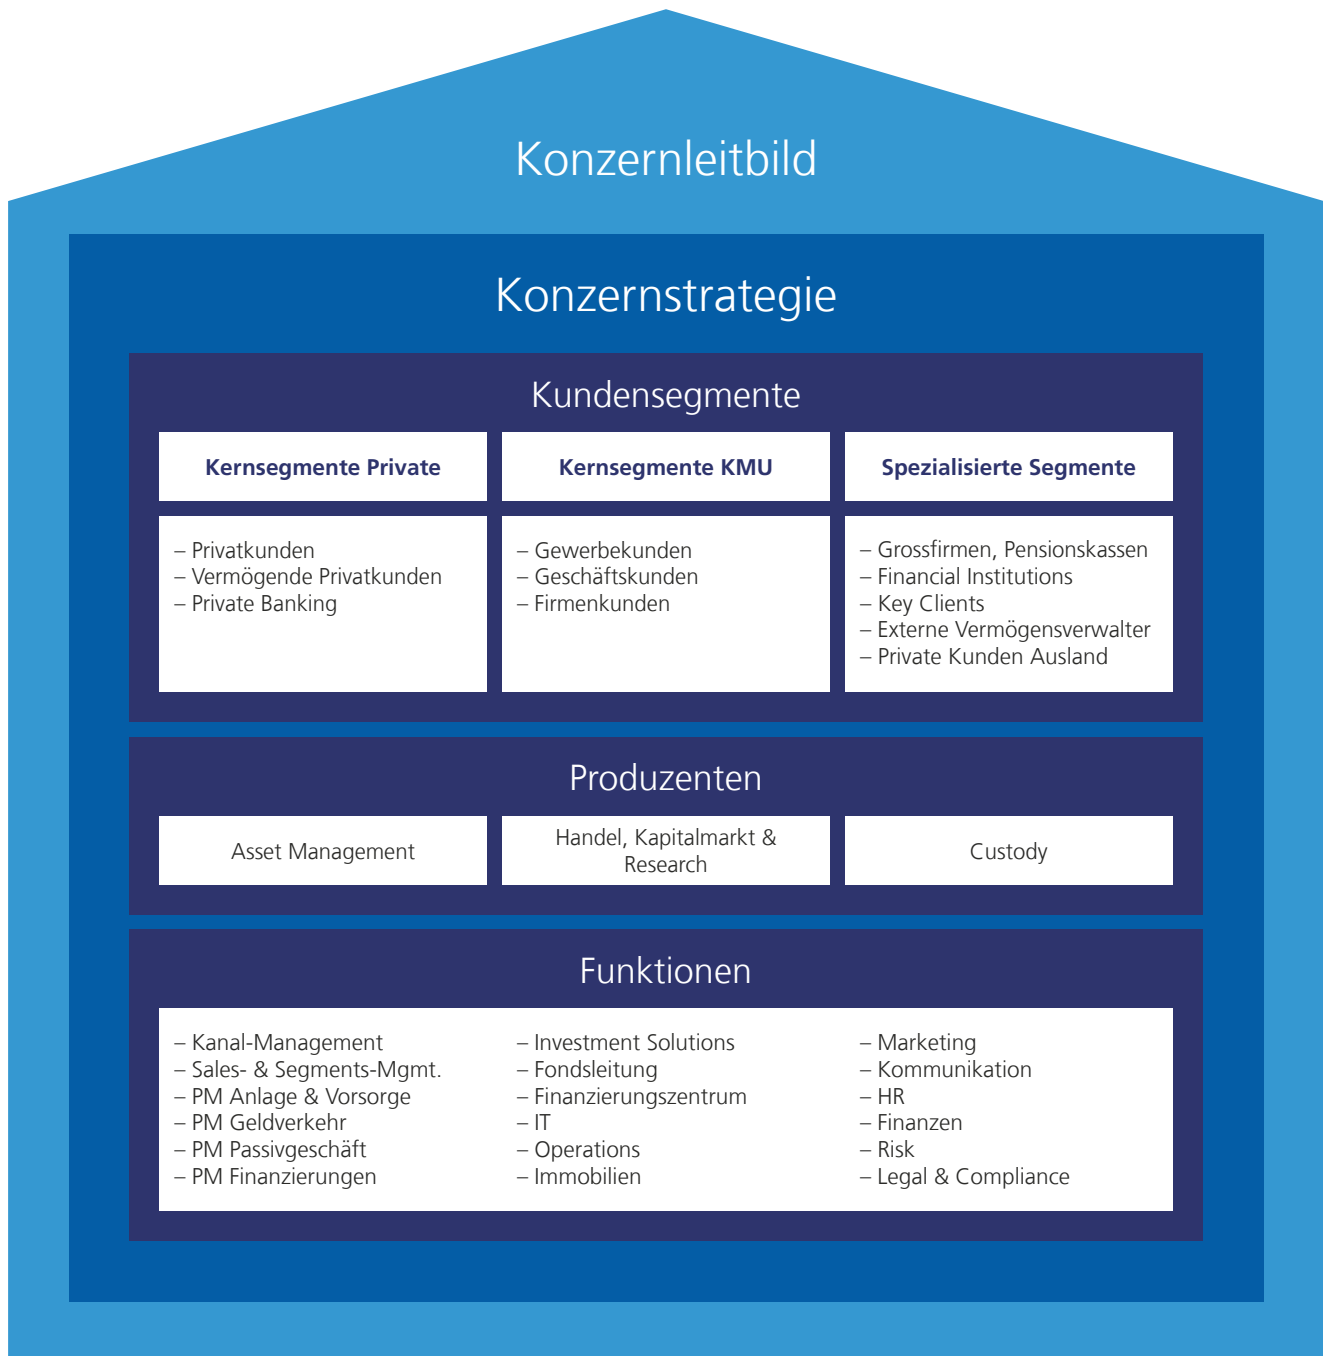 Konzernleitbild
Konzernstrategie
Kundensegmente
Kernsegmente Private
– Privatkunden
– Vermögende Privatkunden
– Private Banking
Kernsegmente KMU
– Gewerbekunden
– Geschäftskunden
– Firmenkunden
Spezialisierte Segmente
– Grossfirmen, Pensionskassen
– Financial Institutions
– Key Clients
– Externe Vermögensverwalter
– Private Kunden Ausland
Produzenten
Asset Management
Handel, Kapitalmarkt &
Research
Custody
Funktionen
– Kanal-Management
– Sales- & Segments-Mgmt.
– PM Anlage & Vorsorge
– PM Geldverkehr
– PM Passivgeschäft
– PM Finanzierungen
– Investment Solutions
– Fondsleitung
– Finanzierungszentrum
– IT
– Operations
– Immobilien
– Marketing
– Kommunikation
– HR
– Finanzen
– Risk
– Legal & Compliance